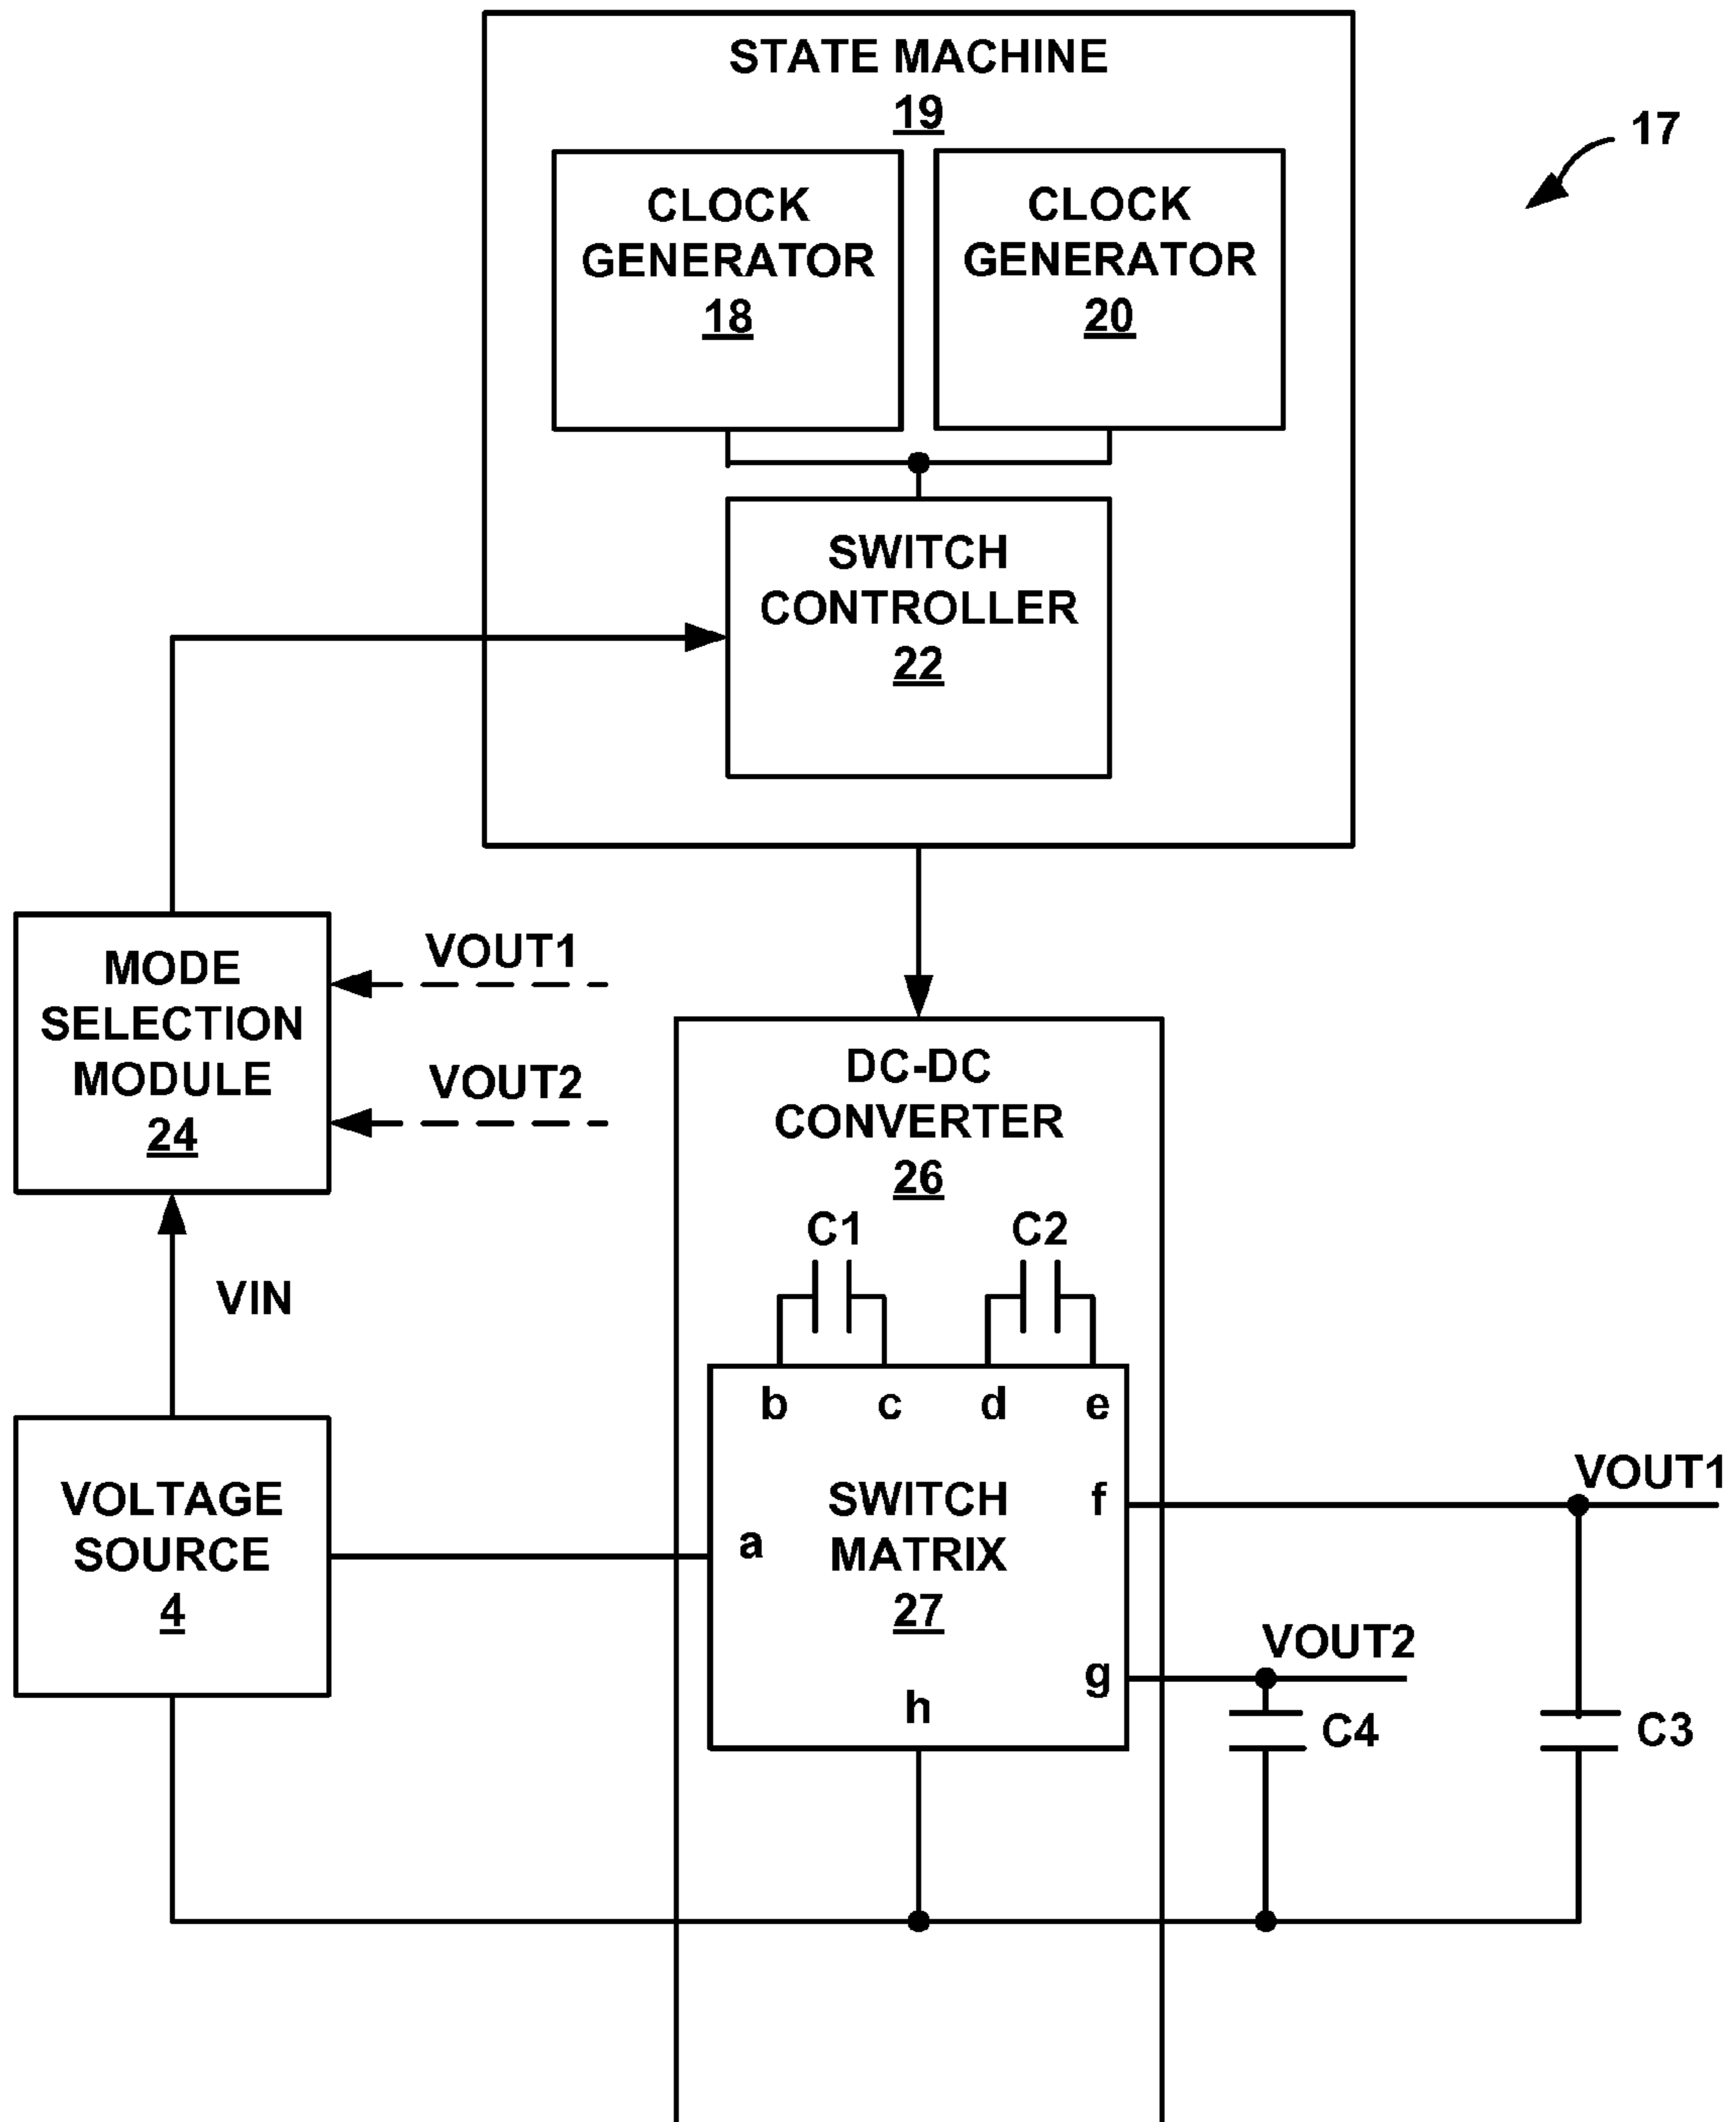 STATE MACHINE
19
17
CLOCK
GENERATOR
18
CLOCK
GENERATOR
20
SWITCH
CONTROLLER
22
MODE
SELECTION
MODULE
24
VOUT1
VOUT2
DC-DC
CONVERTER
26
C1
C2
VIN
b
c
d
e
VOLTAGE
SOURCE
4
a
SWITCH
MATRIX
27
f
g
h
VOUT1
VOUT2
C4
C3